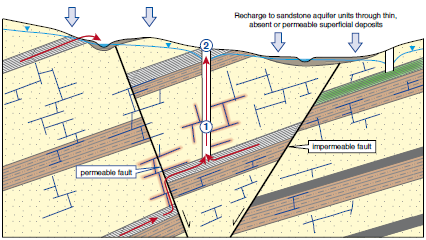 Recharge to sandstone aquifer units through thin,
absent or permeable superficial deposits
2
1
impermeable fault
permeable fault